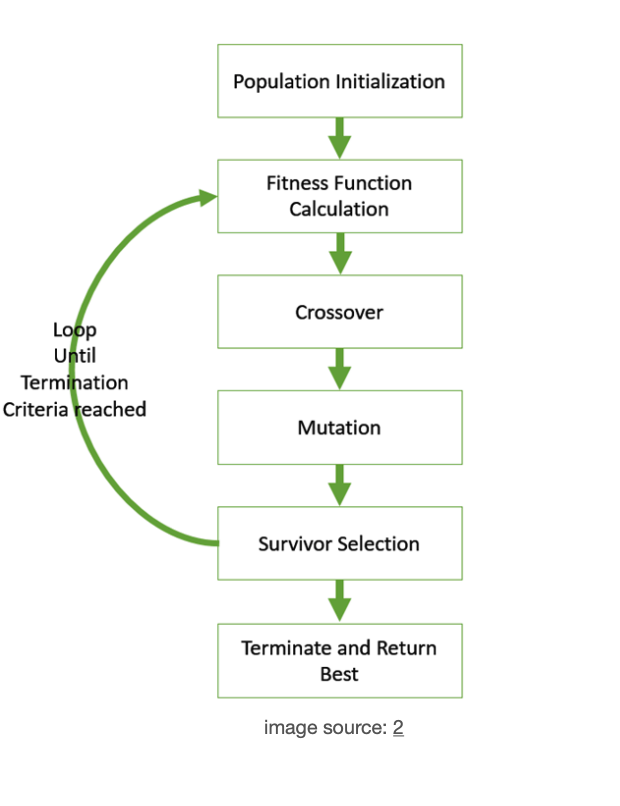 Population Initialization
Fitness Function
Calculation
Crossover
Loop
Until
Termination
Criteria reached
Mutation
Survivor Selection
Terminate and Return
Best
image source: 2